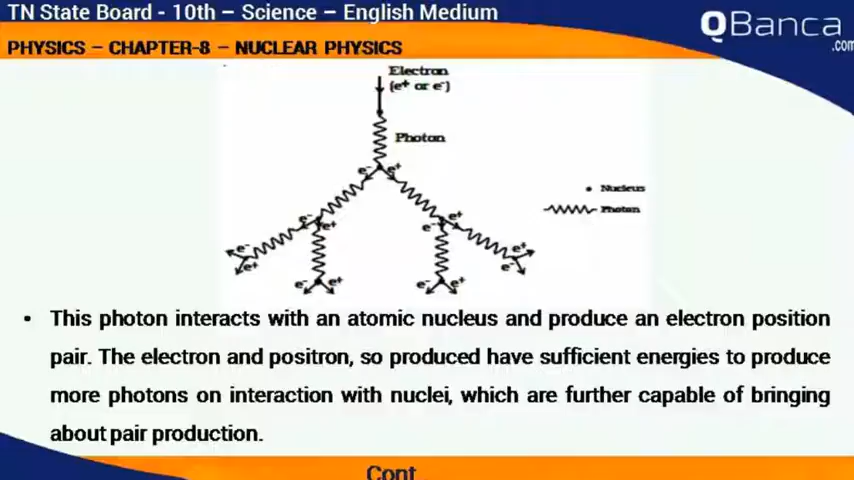 TN State Board - 10th – Science – English Medium
QBanca
.com
PHYSICS – CHAPTER-8 – NUCLEAR PHYSICS
Electron
(e+ or e-)
Photon
e- e+
Nucleus
Photon
e- e+ e- e+
e- e+
e+ e-
e- e+ e- e+
• This photon interacts with an atomic nucleus and produce an electron position
pair. The electron and positron, so produced have sufficient energies to produce
more photons on interaction with nuclei, which are further capable of bringing
about pair production.
Cont